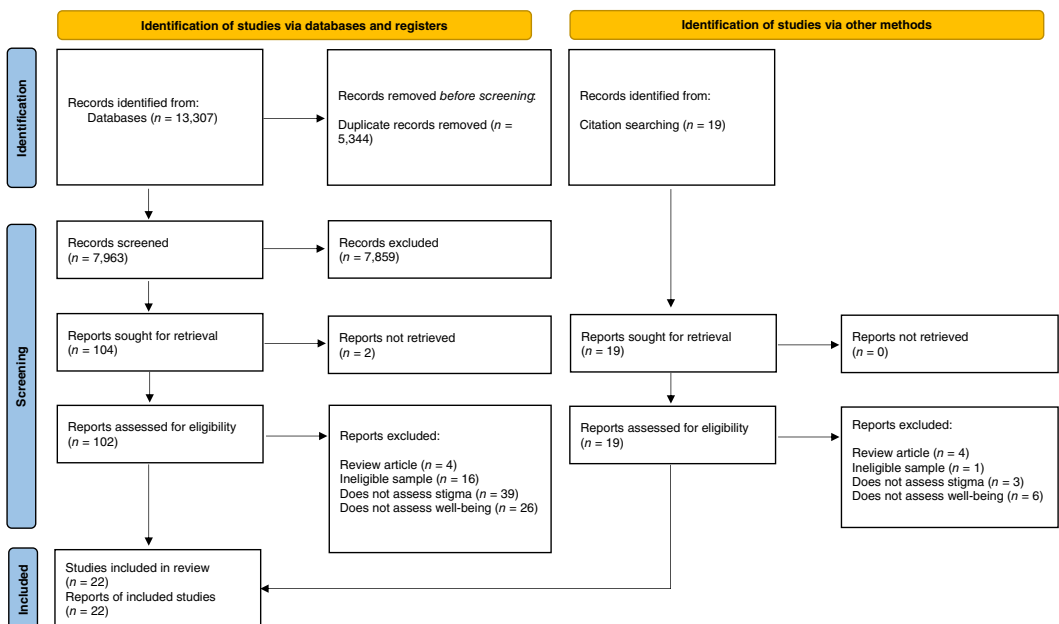 Identification of studies via databases and registers
Identification of studies via other methods
Identification
Records identified from:
Databases (n = 13,307)
Records removed before screening:
Duplicate records removed (n =
5,344)
Records identified from:
Citation searching (n = 19)
Screening
Records screened
(n = 7,963)
Records excluded
(n = 7,859)
Reports sought for retrieval
(n = 104)
Reports not retrieved
(n = 2)
Reports sought for retrieval
(n = 19)
Reports not retrieved
(n = 0)
Reports assessed for eligibility
(n = 102)
Reports excluded:
Review article (n = 4)
Ineligible sample (n = 16)
Does not assess stigma (n = 39)
Does not assess well-being (n = 26)
Reports assessed for eligibility
(n = 19)
Reports excluded:
Review article (n = 4)
Ineligible sample (n = 1)
Does not assess stigma (n = 3)
Does not assess well-being (n = 6)
Included
Studies included in review
(n = 22)
Reports of included studies
(n = 22)